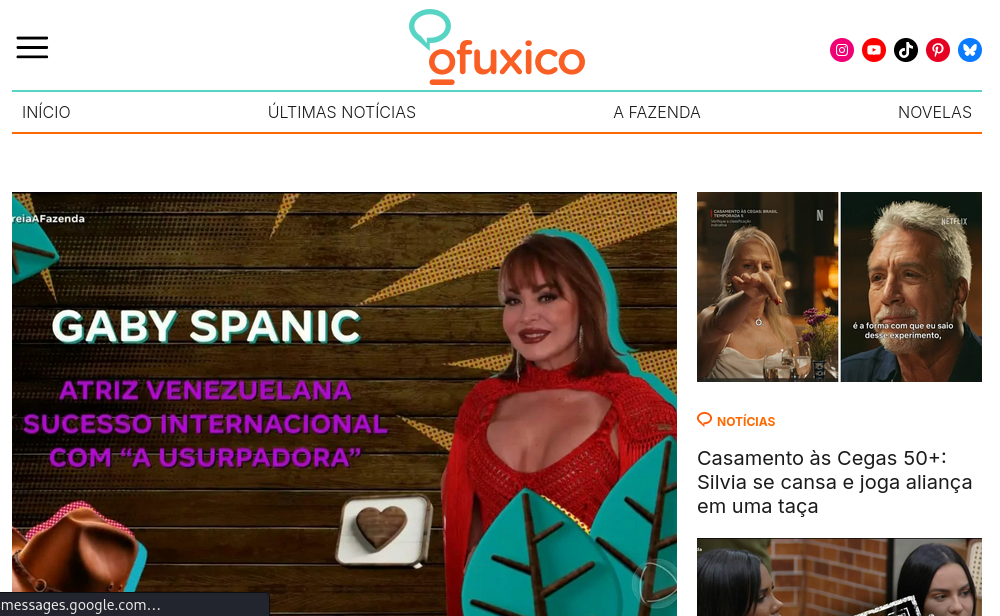 ofuxico
INÍCIO
ÚLTIMAS NOTÍCIAS
A FAZENDA
NOVELAS
reiaAFazenda
GABY SPANIC
ATRIZ VENEZUELANA
SUCESSO INTERNACIONAL
COM “A USURPADORA”
CASAMENTO ÀS CEGAS: BRASIL
TEMPORADA 5
N
NETFLIX
O
é a forma com que eu saio
desse experimento,
NOTÍCIAS
Casamento às Cegas 50+:
Silvia se cansa e joga aliança
em uma taça
messages.google.com…